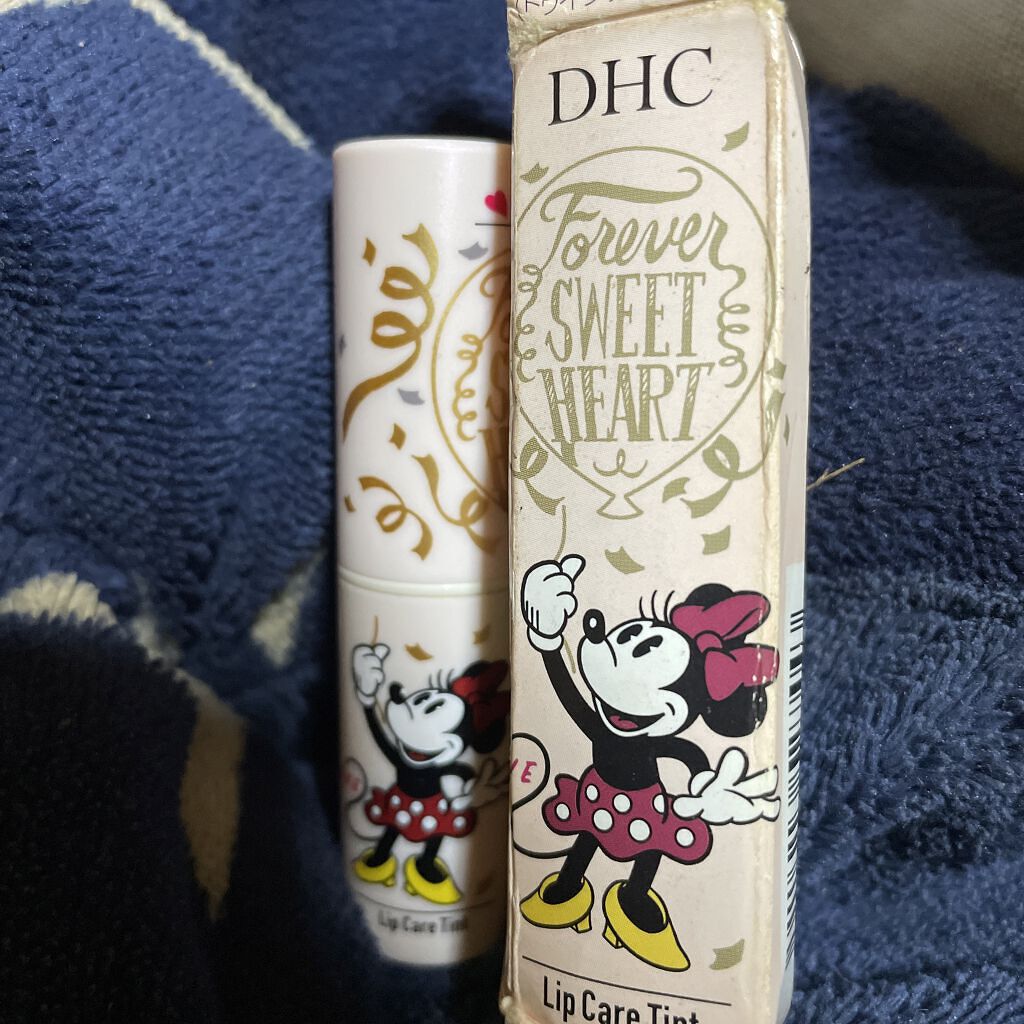 DHC
Forever
SWEET
HEART
Lip Care Tint
Lip Care Tint